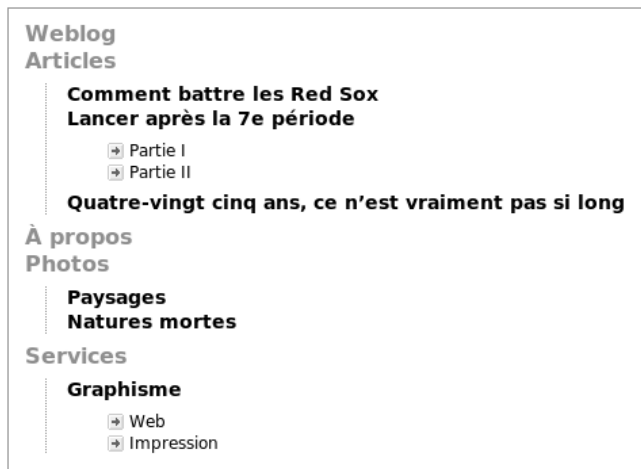 Weblog
Articles
Comment battre les Red Sox
Lancer après la 7e période
Partie I
Partie II
Quatre-vingt cinq ans, ce n’est vraiment pas si long
À propos
Photos
Paysages
Natures mortes
Services
Graphisme
Web
Impression